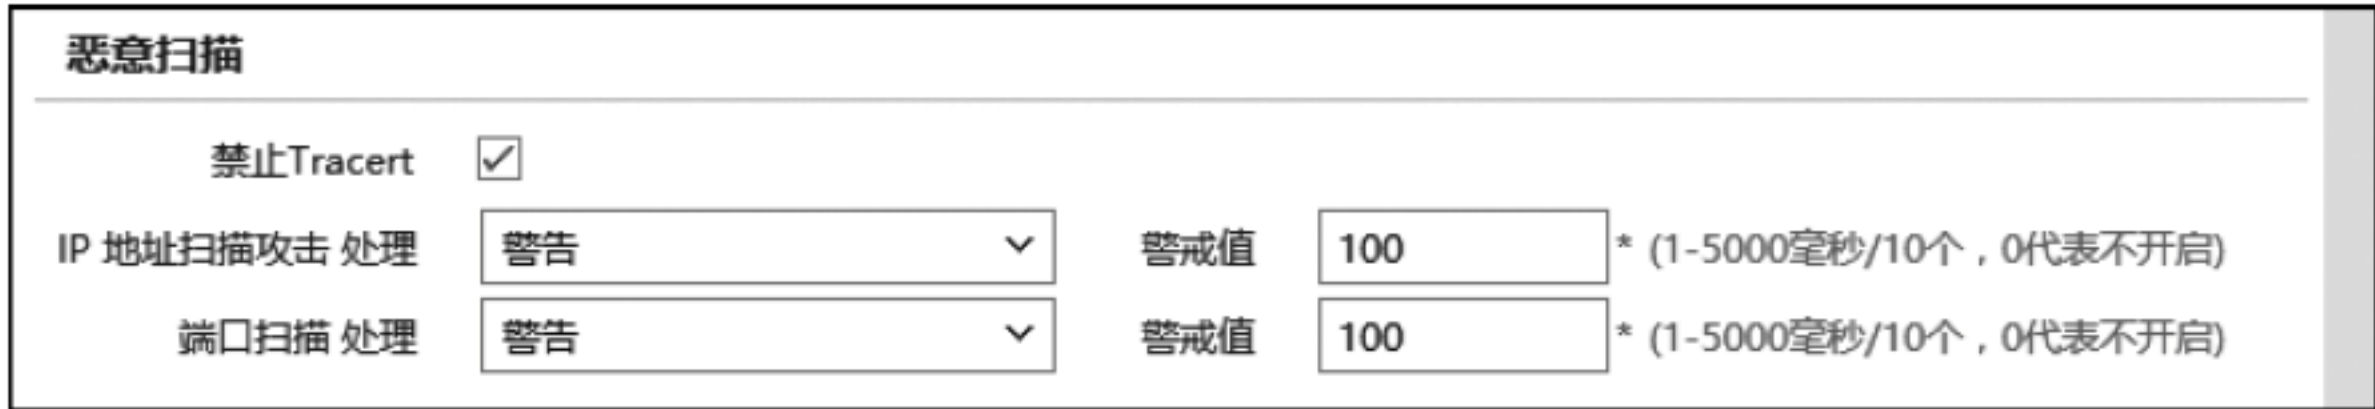 恶意扫描
禁止Tracert
IP 地址扫描攻击 处理 警告 警戒值 100 * (1-5000毫秒/10个，0代表不开启)
端口扫描 处理 警告 警戒值 100 * (1-5000毫秒/10个，0代表不开启)